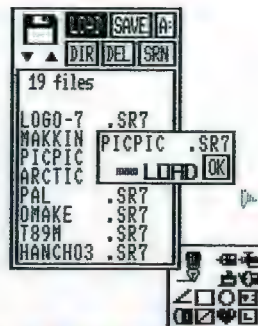 LOAD SAVE A:
DIR DEL SRN
19 files
LOGO-7 .SR7
MAKKIN
PICPIC
ARCTIC
PAL .SR7
OMAKE .SR7
T89M .SR7
HANCHO3 .SR7
PICPIC .SR7
LOAD OK